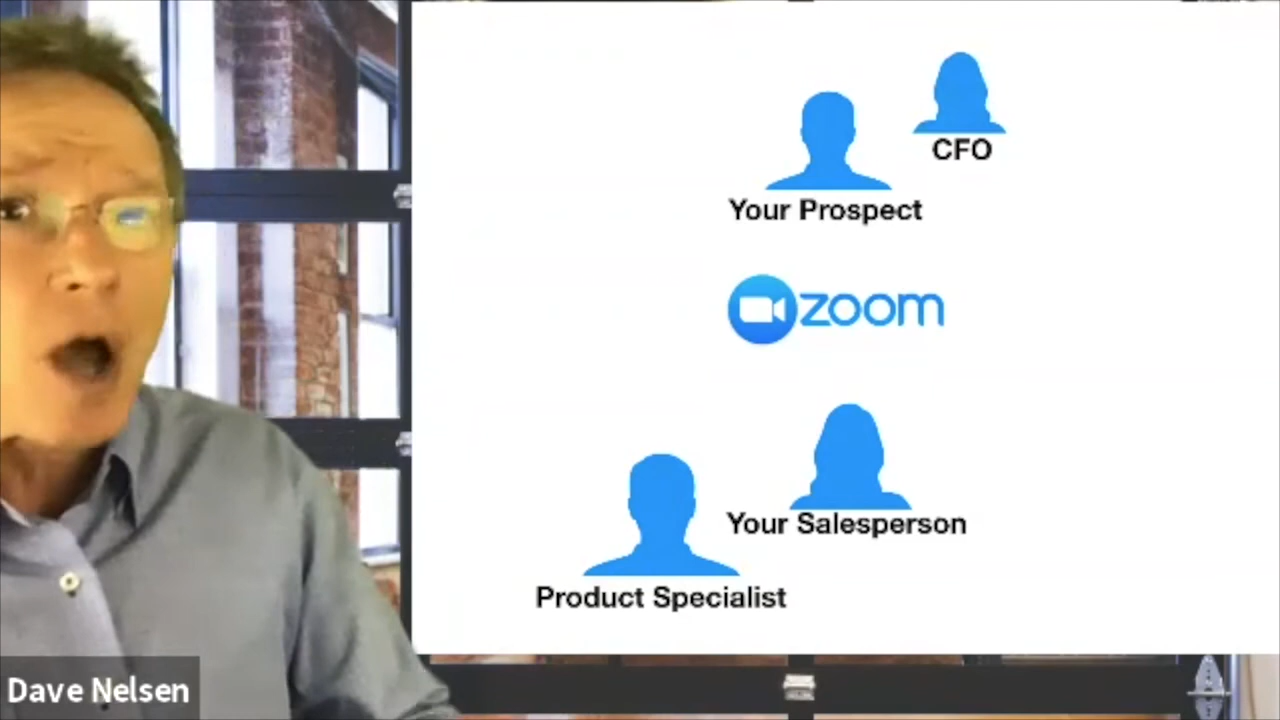 CFO
Your Prospect
zoom
Your Salesperson
Product Specialist
Dave Nelsen